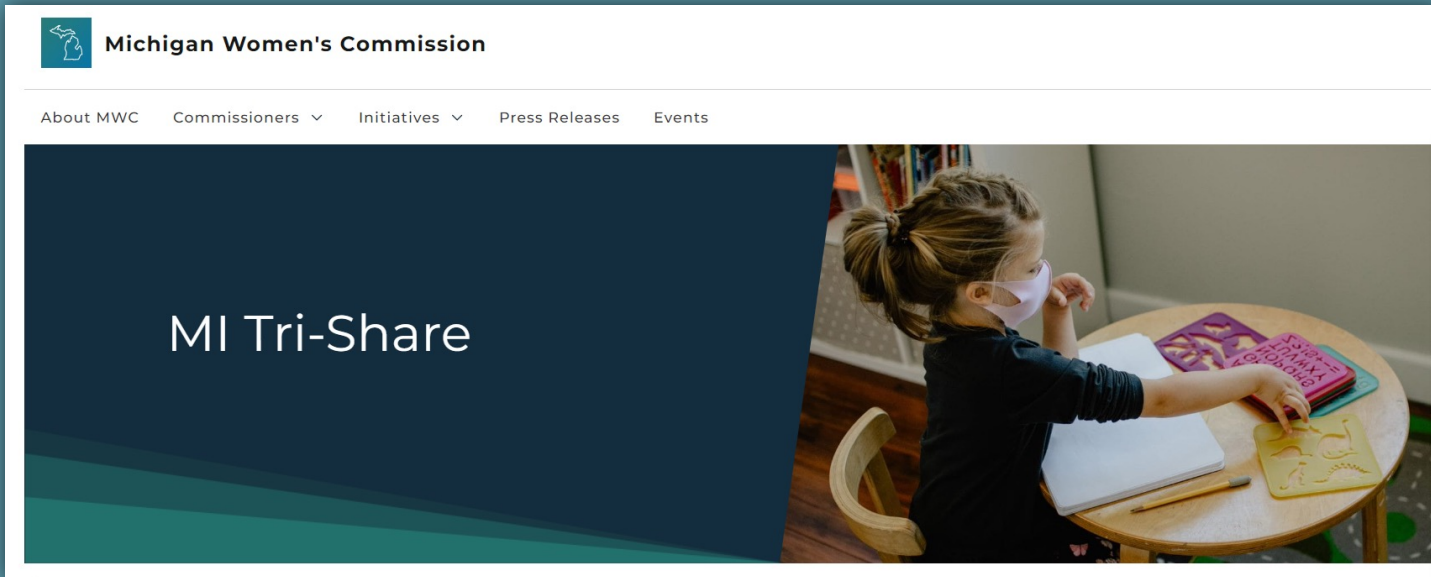 Michigan Women's Commission
About MWC Commissioners Initiatives Press Releases Events
MI Tri-Share